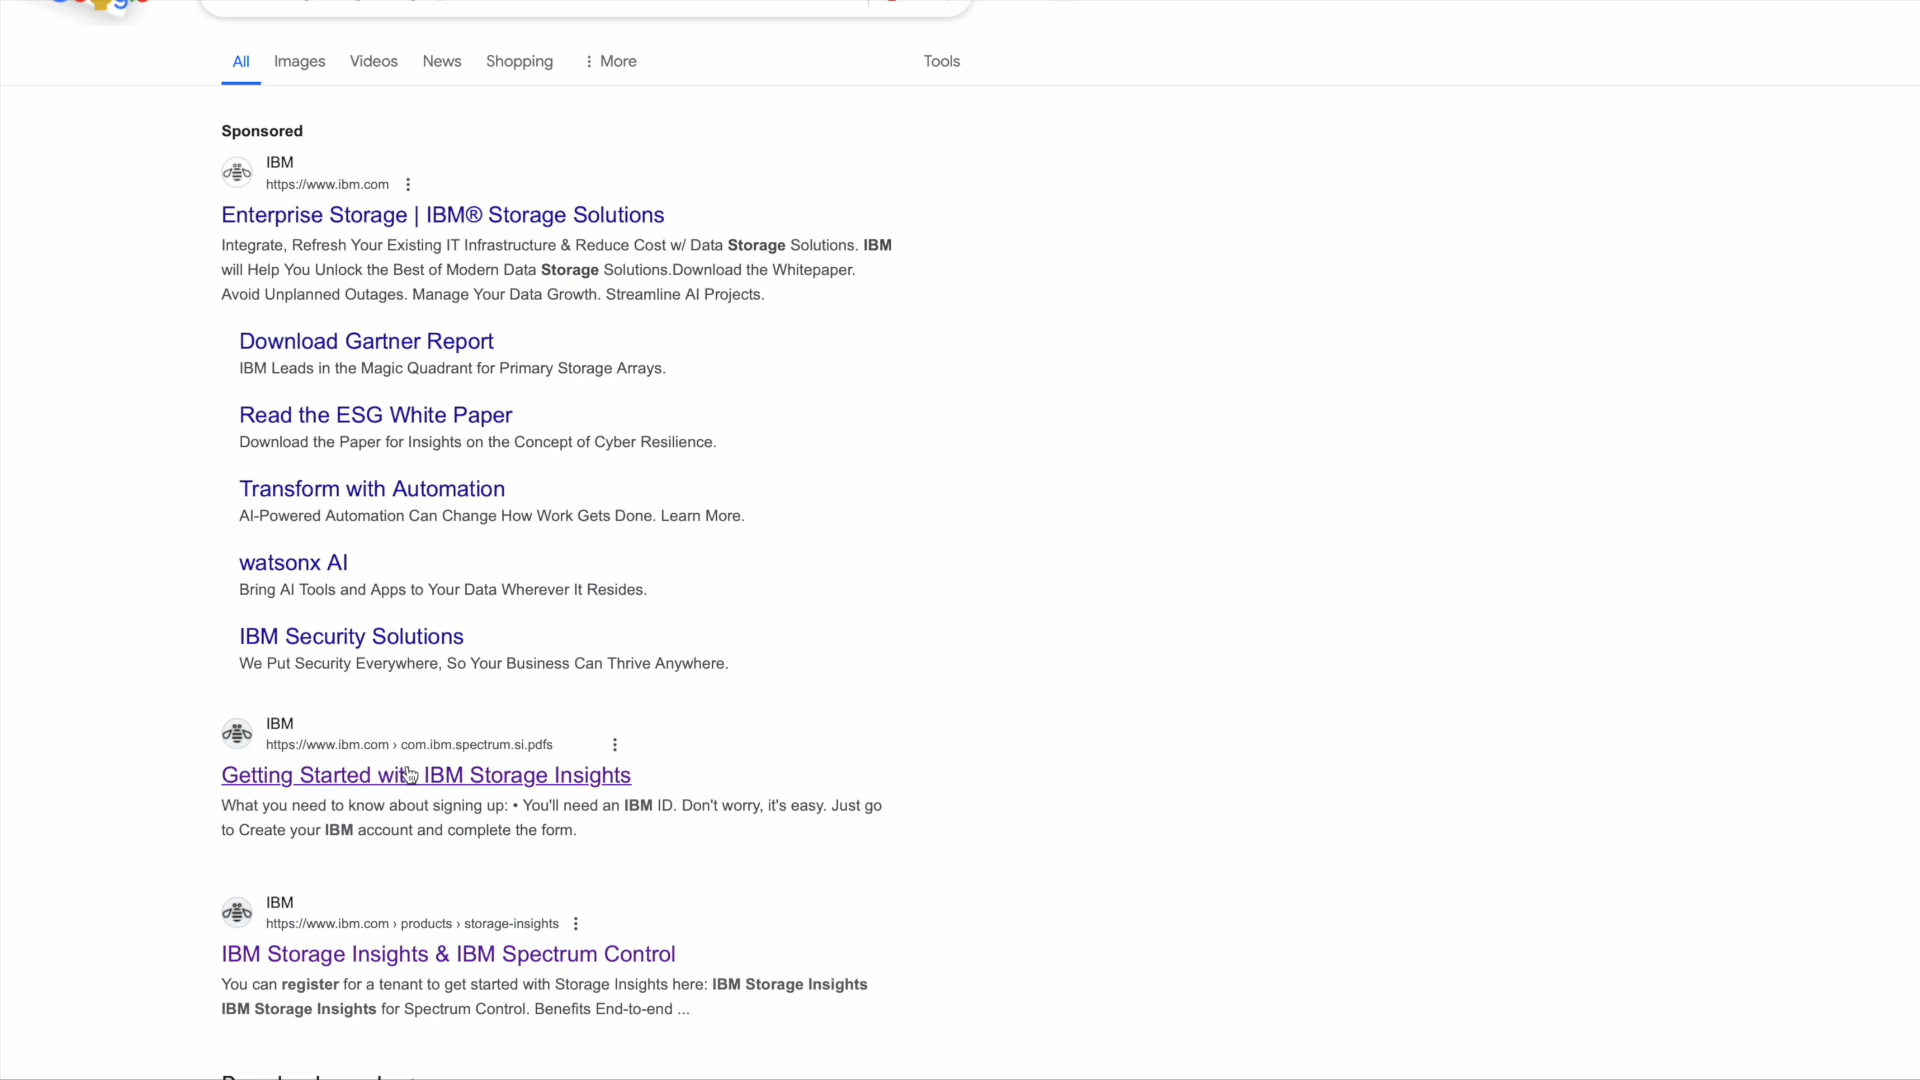 All Images Videos News Shopping More Tools
Sponsored
IBM
https://www.ibm.com
Enterprise Storage | IBM® Storage Solutions
Integrate, Refresh Your Existing IT Infrastructure & Reduce Cost w/ Data Storage Solutions. IBM
will Help You Unlock the Best of Modern Data Storage Solutions.Download the Whitepaper.
Avoid Unplanned Outages. Manage Your Data Growth. Streamline AI Projects.
Download Gartner Report
IBM Leads in the Magic Quadrant for Primary Storage Arrays.
Read the ESG White Paper
Download the Paper for Insights on the Concept of Cyber Resilience.
Transform with Automation
AI-Powered Automation Can Change How Work Gets Done. Learn More.
watsonx AI
Bring AI Tools and Apps to Your Data Wherever It Resides.
IBM Security Solutions
We Put Security Everywhere, So Your Business Can Thrive Anywhere.
IBM
https://www.ibm.com › com.ibm.spectrum.si.pdfs
Getting Started with IBM Storage Insights
What you need to know about signing up: • You'll need an IBM ID. Don't worry, it's easy. Just go
to Create your IBM account and complete the form.
IBM
https://www.ibm.com › products › storage-insights
IBM Storage Insights & IBM Spectrum Control
You can register for a tenant to get started with Storage Insights here: IBM Storage Insights
IBM Storage Insights for Spectrum Control. Benefits End-to-end ...